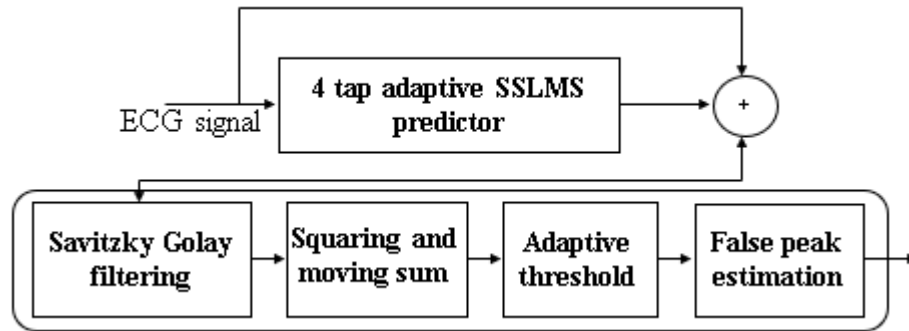 4 tap adaptive SSLMS
predictor
+
ECG signal
Savitzky Golay
filtering
Squaring and
moving sum
Adaptive
threshold
False peak
estimation